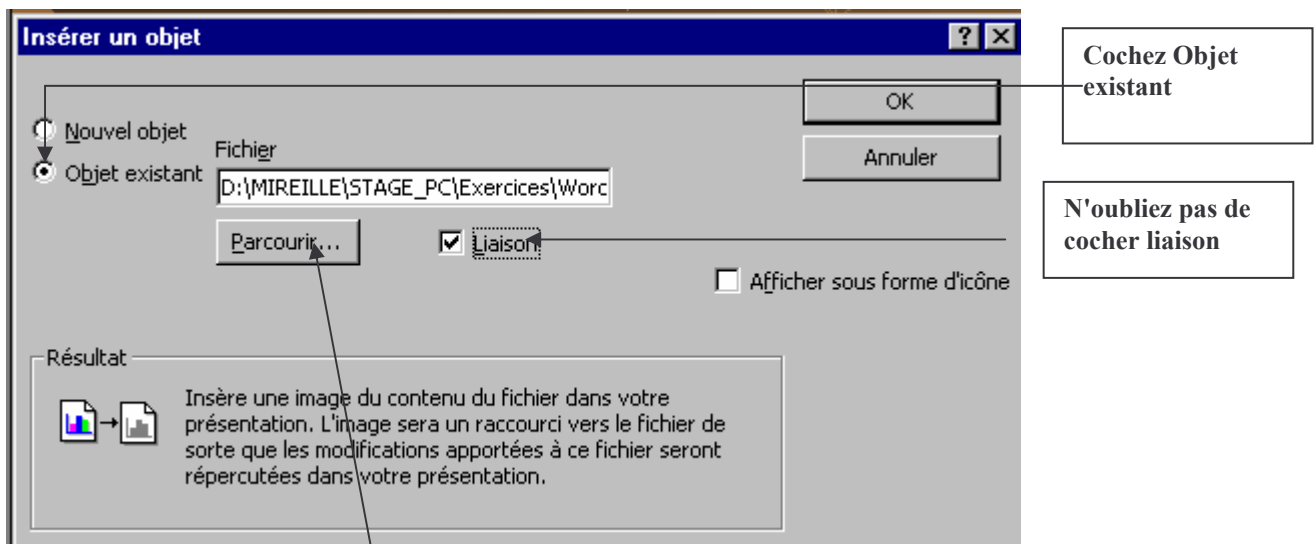 Insérer un objet
Cochez Objet
existant
OK
Nouvel objet
Fichier
Annuler
Objet existant
D:\MIREILLE\STAGE_PC\Exercices\Worc
N'oubliez pas de
cocher liaison
Parcourir...
Liaison
Afficher sous forme d'icône
Résultat
Insère une image du contenu du fichier dans votre
présentation. L'image sera un raccourci vers le fichier de
sorte que les modifications apportées à ce fichier seront
répercutées dans votre présentation.